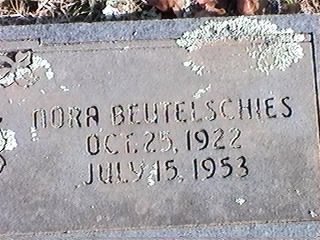 NORA BEUTELSCHIES
OCT. 25, 1922
JULY 15, 1953